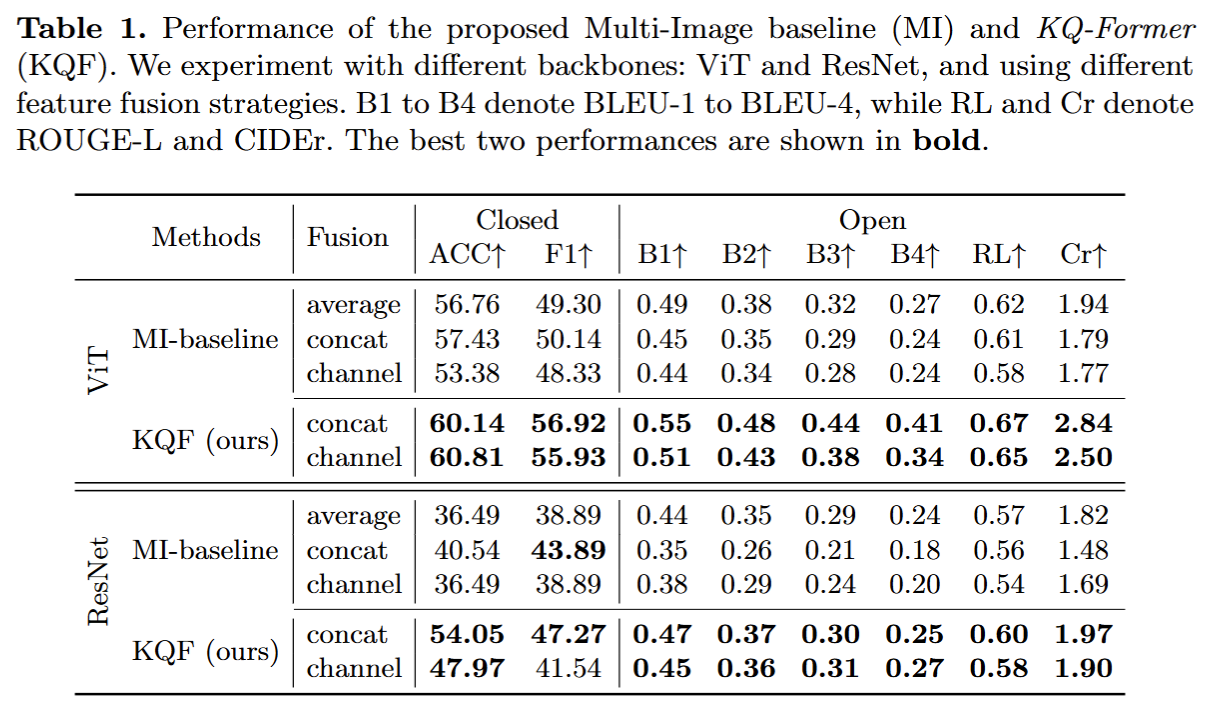 Table 1. Performance of the proposed Multi-Image baseline (MI) and KQ-Former
(KQF). We experiment with different backbones: ViT and ResNet, and using different
feature fusion strategies. B1 to B4 denote BLEU-1 to BLEU-4, while RL and Cr denote
ROUGE-L and CIDEr. The best two performances are shown in bold.
Methods Fusion Closed Open
ACC↑ F1↑ B1↑ B2↑ B3↑ B4↑ RL↑ Cr↑
ViT
MI-baseline
average 56.76 49.30 0.49 0.38 0.32 0.27 0.62 1.94
concat 57.43 50.14 0.45 0.35 0.29 0.24 0.61 1.79
channel 53.38 48.33 0.44 0.34 0.28 0.24 0.58 1.77
KQF (ours)
concat 60.14 56.92 0.55 0.48 0.44 0.41 0.67 2.84
channel 60.81 55.93 0.51 0.43 0.38 0.34 0.65 2.50
ResNet
MI-baseline
average 36.49 38.89 0.44 0.35 0.29 0.24 0.57 1.82
concat 40.54 43.89 0.35 0.26 0.21 0.18 0.56 1.48
channel 36.49 38.89 0.38 0.29 0.24 0.20 0.54 1.69
KQF (ours)
concat 54.05 47.27 0.47 0.37 0.30 0.25 0.60 1.97
channel 47.97 41.54 0.45 0.36 0.31 0.27 0.58 1.90